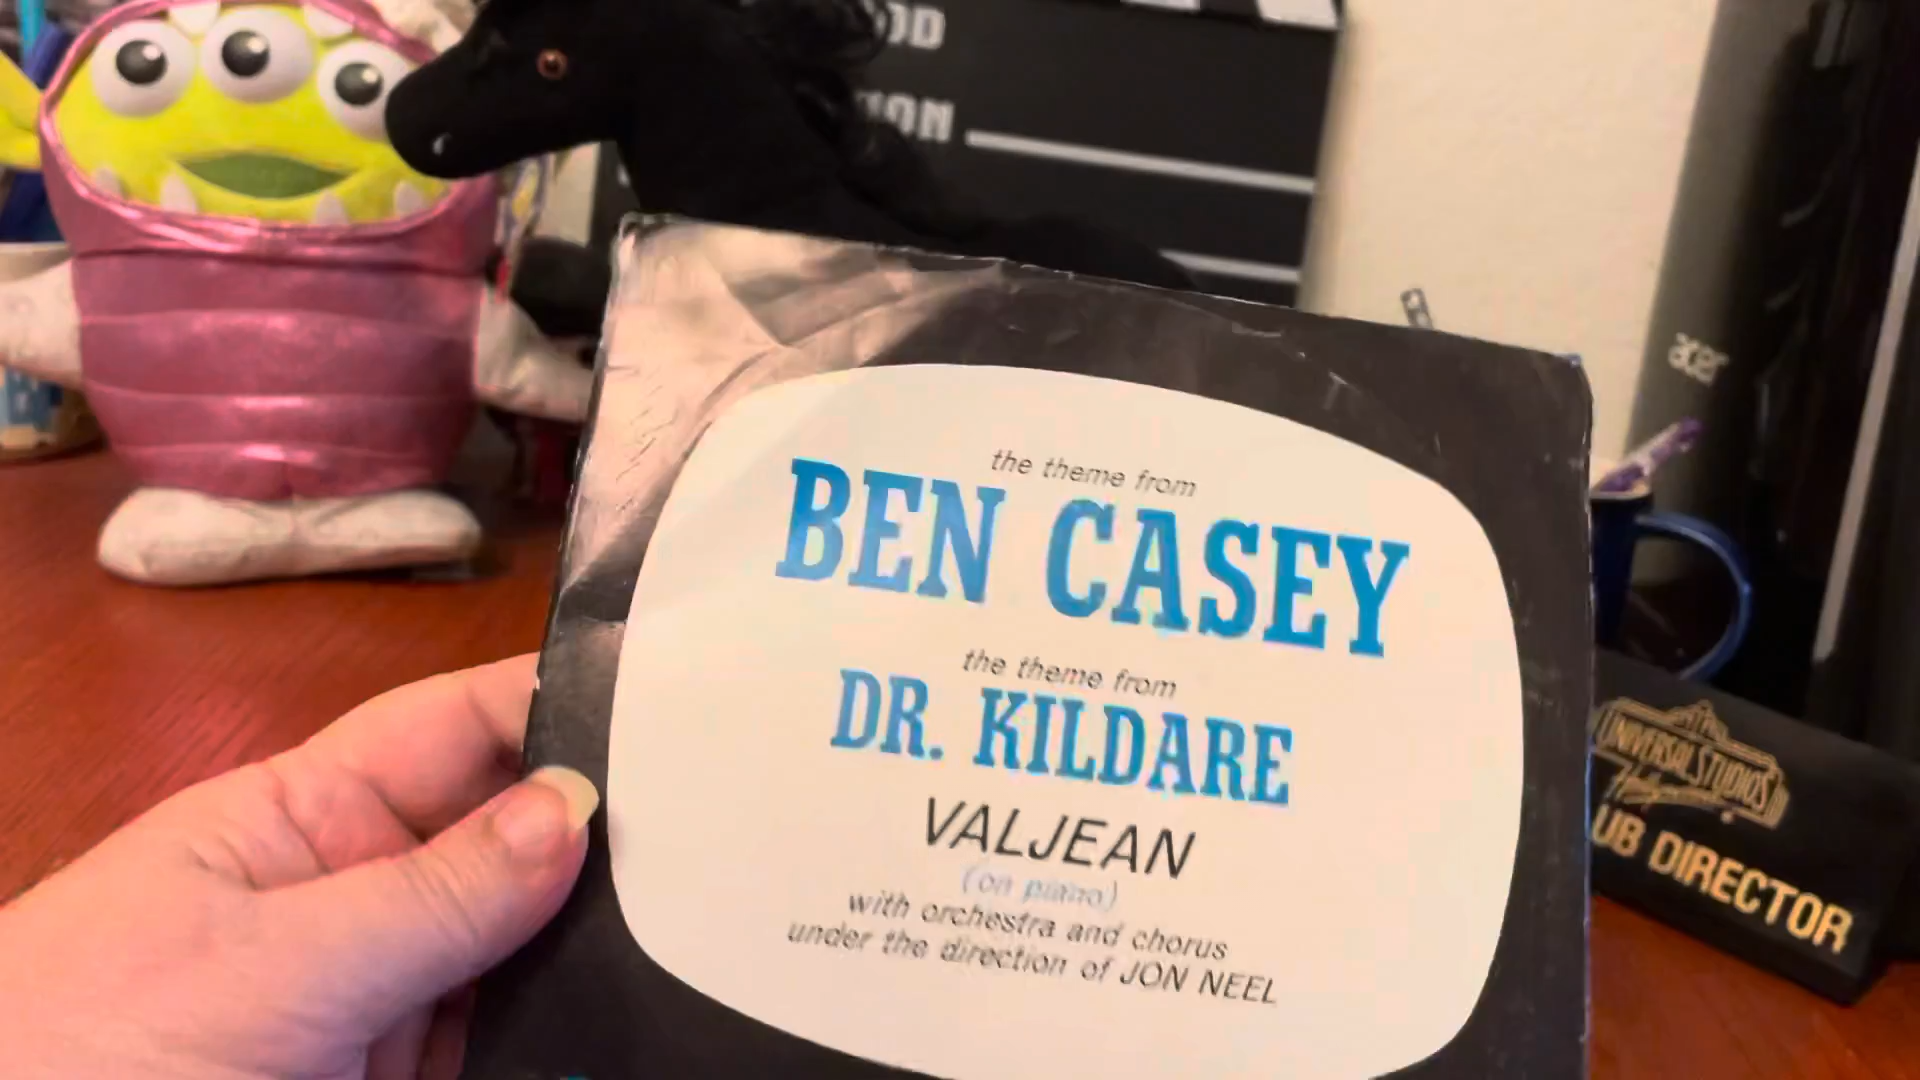 acer
the theme from
BEN CASEY
the theme from
DR. KILDARE
VALJEAN
(on piano)
with orchestra and chorus
under the direction of JON NEEL
UNIVERSAL STUDIOS
Hollywood
DIRECTOR